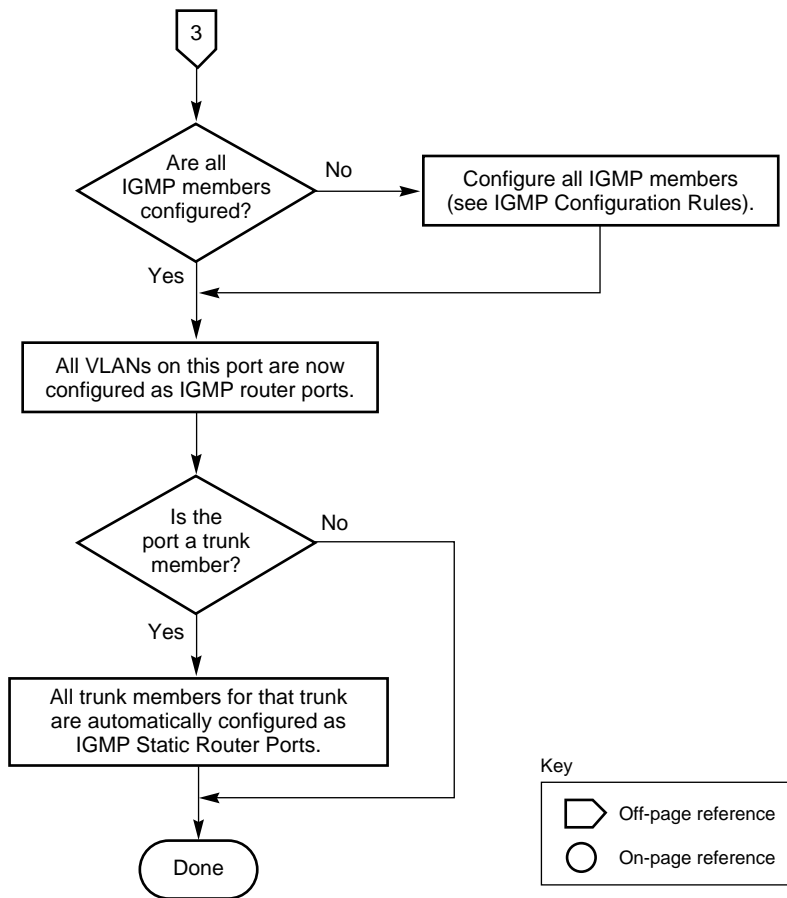 3
Are all
IGMP members
configured?
No
Configure all IGMP members
(see IGMP Configuration Rules).
Yes
All VLANs on this port are now
configured as IGMP router ports.
Is the
port a trunk
member?
No
Yes
All trunk members for that trunk
are automatically configured as
IGMP Static Router Ports.
Done
Key
Off-page reference
On-page reference